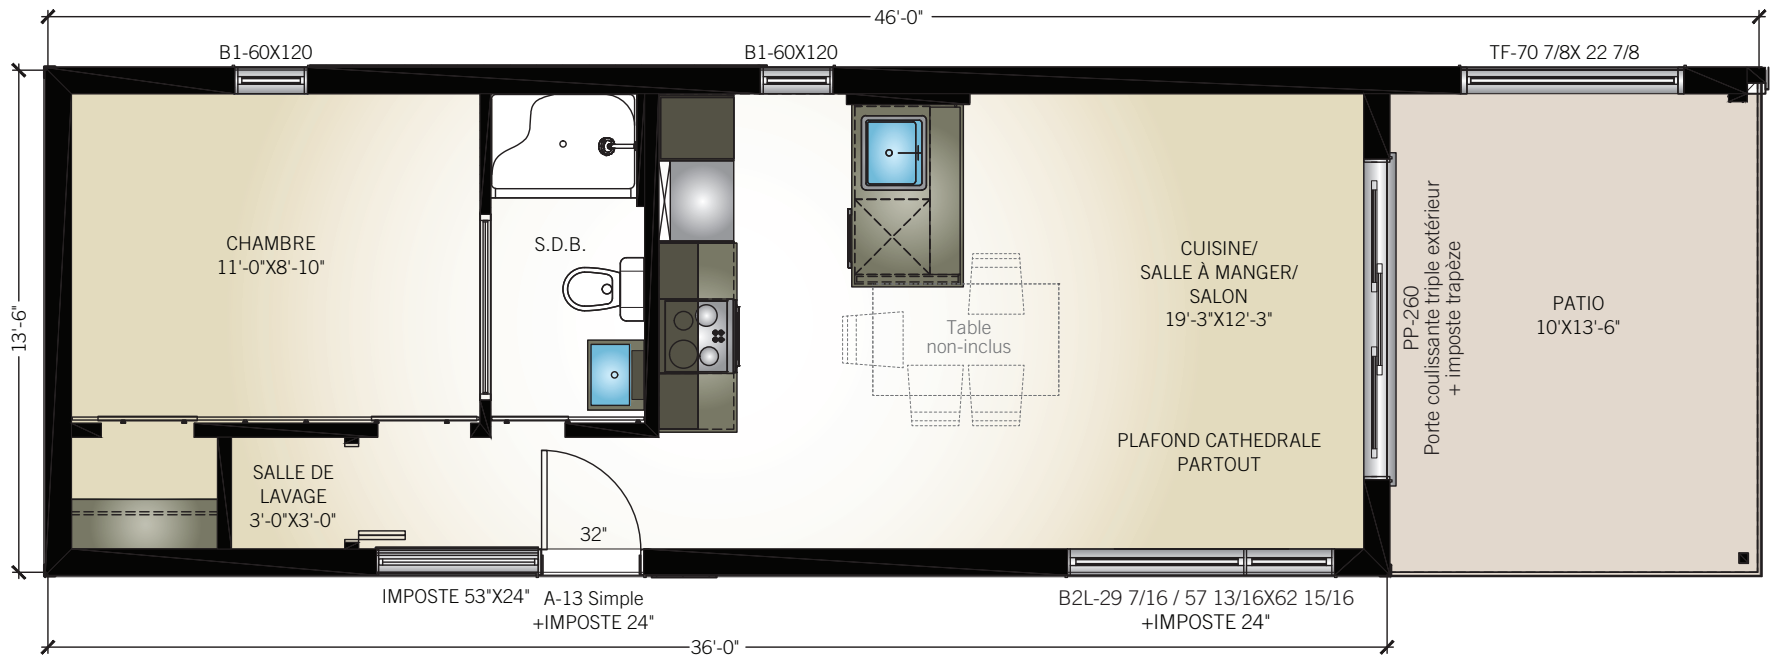 46'-0"
B1-60X120
B1-60X120
TF-70 7/8X 22 7/8
13'-6"
CHAMBRE
11'-0"X8'-10"
S.D.B.
CUISINE/
SALLE À MANGER/
SALON
19'-3"X12'-3"
Table
non-inclus
PP-260
Porte coulissante triple extérieur
+ imposte trapèze
PATIO
10'X13'-6"
PLAFOND CATHEDRALE
PARTOUT
SALLE DE
LAVAGE
3'-0"X3'-0"
32"
IMPOSTE 53"X24"
A-13 Simple
+IMPOSTE 24"
B2L-29 7/16 / 57 13/16X62 15/16
+IMPOSTE 24"
36'-0"